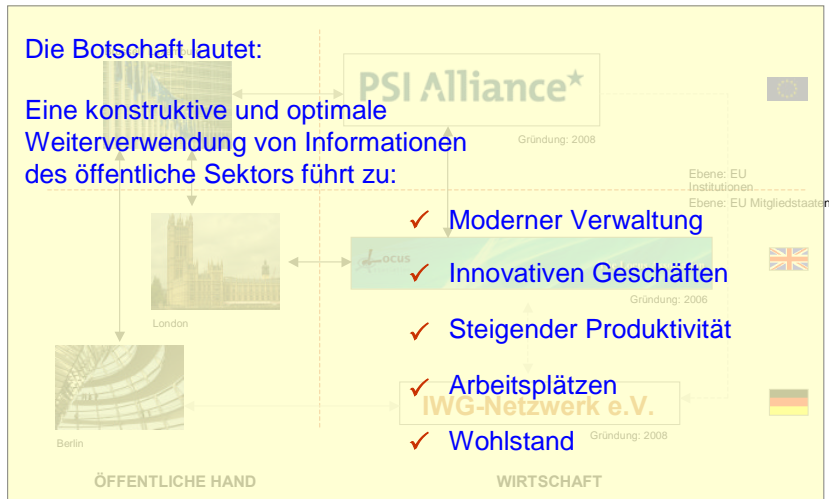 Die Botschaft lautet:
Eine konstruktive und optimale
Weiterverwendung von Informationen
des öffentliche Sektors führt zu:
PSI Alliance★
Gründung: 2008
Ebene: EU
Institutionen
Ebene: EU Mitgliedstaaten
✓ Moderner Verwaltung
Locus
✓ Innovativen Geschäften
Gründung: 2006
London
✓ Steigender Produktivität
✓ Arbeitsplätzen
IWG-Netzwerk e.V.
Gründung: 2008
✓ Wohlstand
Berlin
ÖFFENTLICHE HAND
WIRTSCHAFT